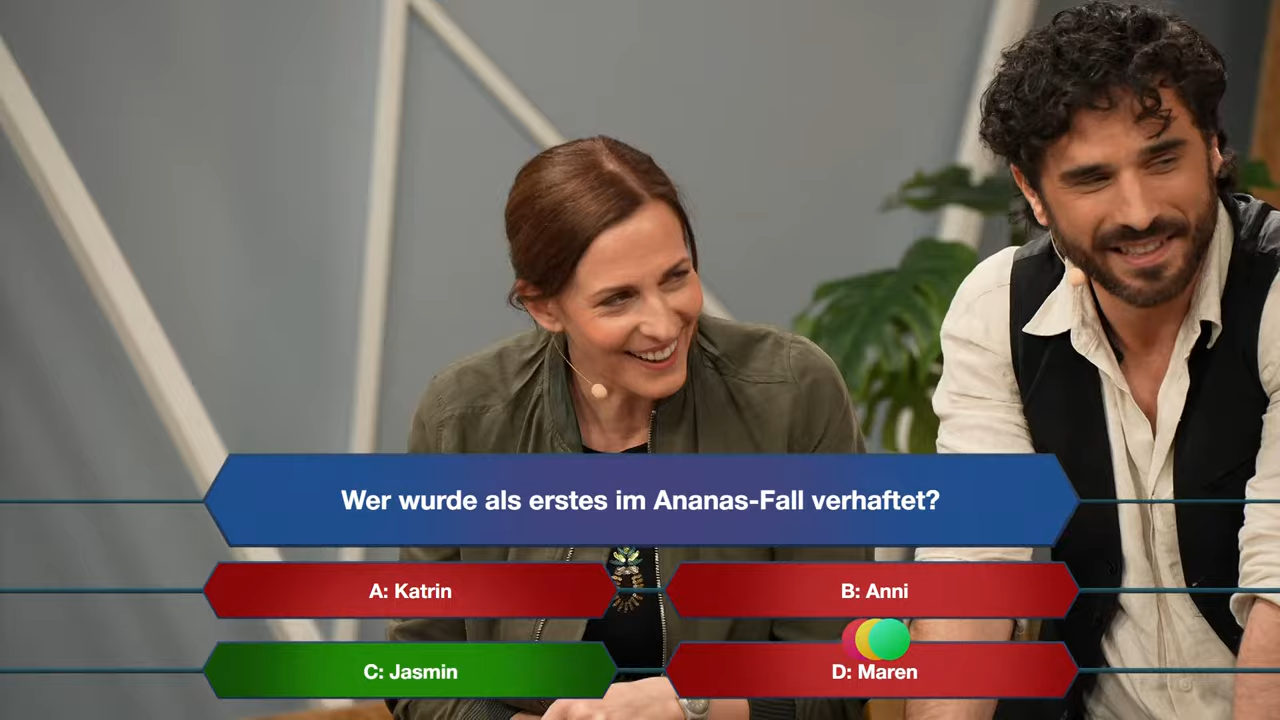 Wer wurde als erstes im Ananas-Fall verhaftet?
A: Katrin
B: Anni
C: Jasmin
D: Maren